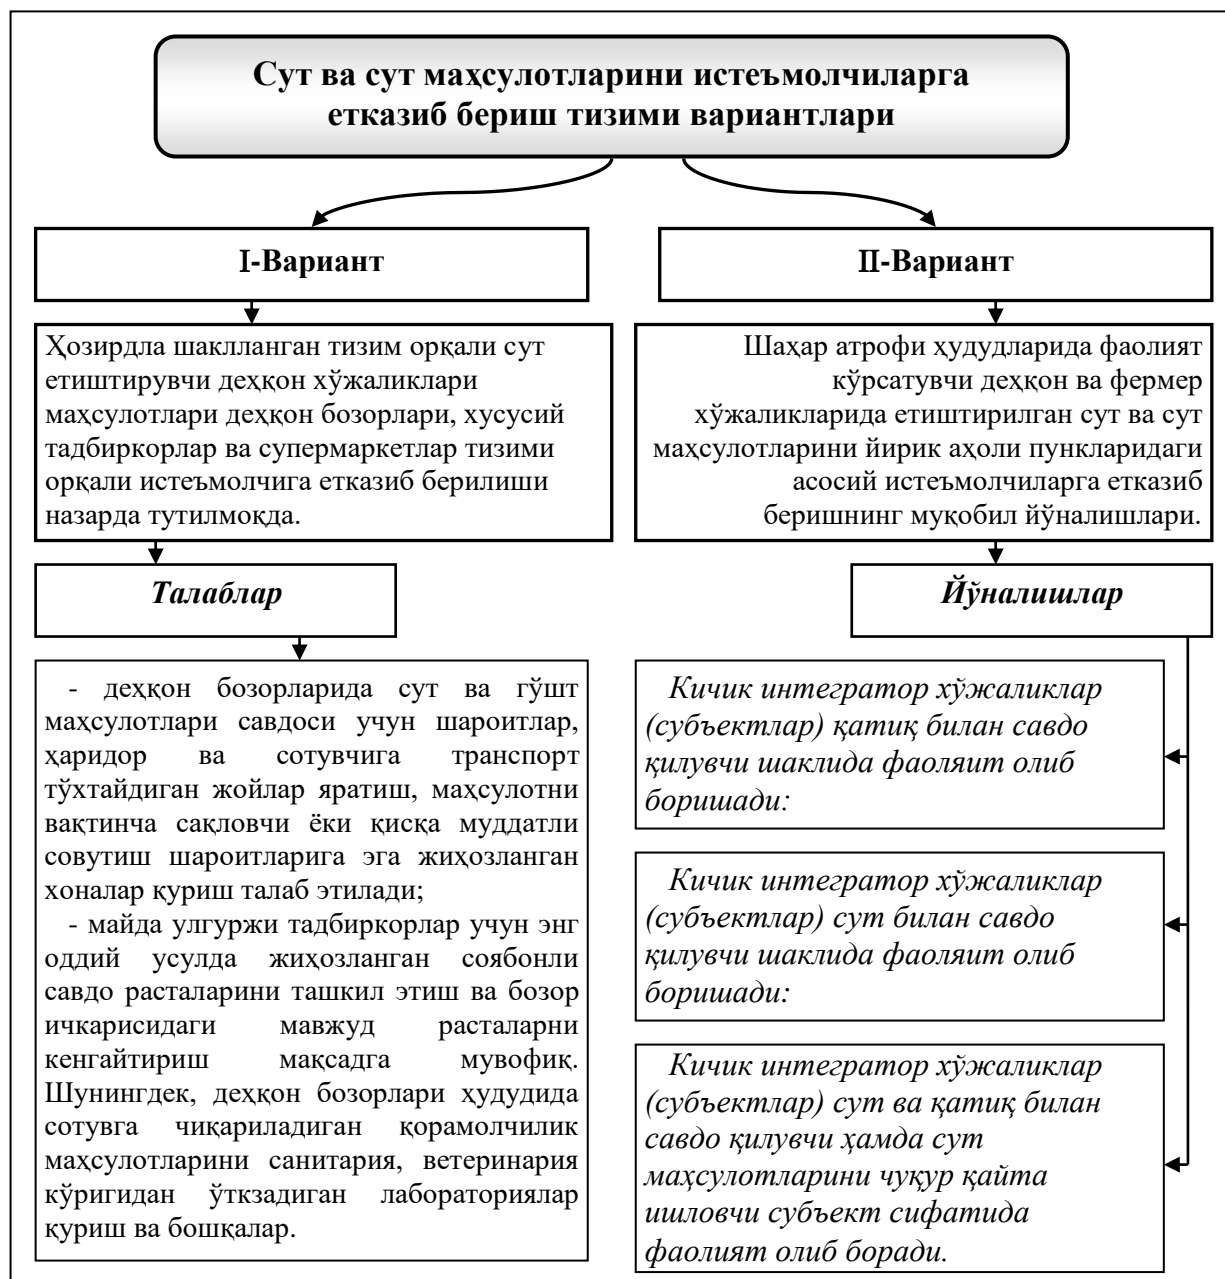 Сут ва сут маҳсулотларини истеъмолчиларга
етказиб бериш тизими вариантлари
I-Вариант
II-Вариант
Ҳозирдла шаклланган тизим орқали сут
етиштирувчи деҳқон хўжаликлари
маҳсулотлари деҳқон бозорлари, хусусий
тадбиркорлар ва супермаркетлар тизими
орқали истеъмолчига етказиб берилиши
назарда тутилмоқда.
Шаҳар атрофи ҳудудларида фаолият
кўрсатувчи деҳқон ва фермер
хўжаликларида етиштирилган сут ва сут
маҳсулотларини йирик аҳоли пункларидаги
асосий истеъмолчиларга етказиб
беришнинг муқобил йўналишлари.
Талаблар
Йўналишлар
- деҳқон бозорларида сут ва гўшт
маҳсулотлари савдоси учун шароитлар,
ҳаридор ва сотувчига транспорт
тўхтайдиган жойлар яратиш, маҳсулотни
вақтинча сақловчи ёки қисқа муддатли
совутиш шароитларига эга жиҳозланган
хоналар қуриш талаб этилади;
- майда улгуржи тадбиркорлар учун энг
оддий усулда жиҳозланган соябонли
савдо расталарини ташкил этиш ва бозор
ичкарисидаги мавжуд расталарни
кенгайтириш мақсадга мувофиқ.
Шунингдек, деҳқон бозорлари ҳудудида
сотувга чиқариладиган қорамолчилик
маҳсулотларини санитария, ветеринария
кўригидан ўткзадиган лабораториялар
қуриш ва бошқалар.
Кичик интегратор хўжаликлар
(субъектлар) қатиқ билан савдо
қилувчи шаклида фаоляит олиб
боришади:
Кичик интегратор хўжаликлар
(субъектлар) сут билан савдо
қилувчи шаклида фаоляит олиб
боришади:
Кичик интегратор хўжаликлар
(субъектлар) сут ва қатиқ билан
савдо қилувчи ҳамда сут
маҳсулотларини чуқур қайта
ишловчи субъект сифатида
фаолият олиб боради.